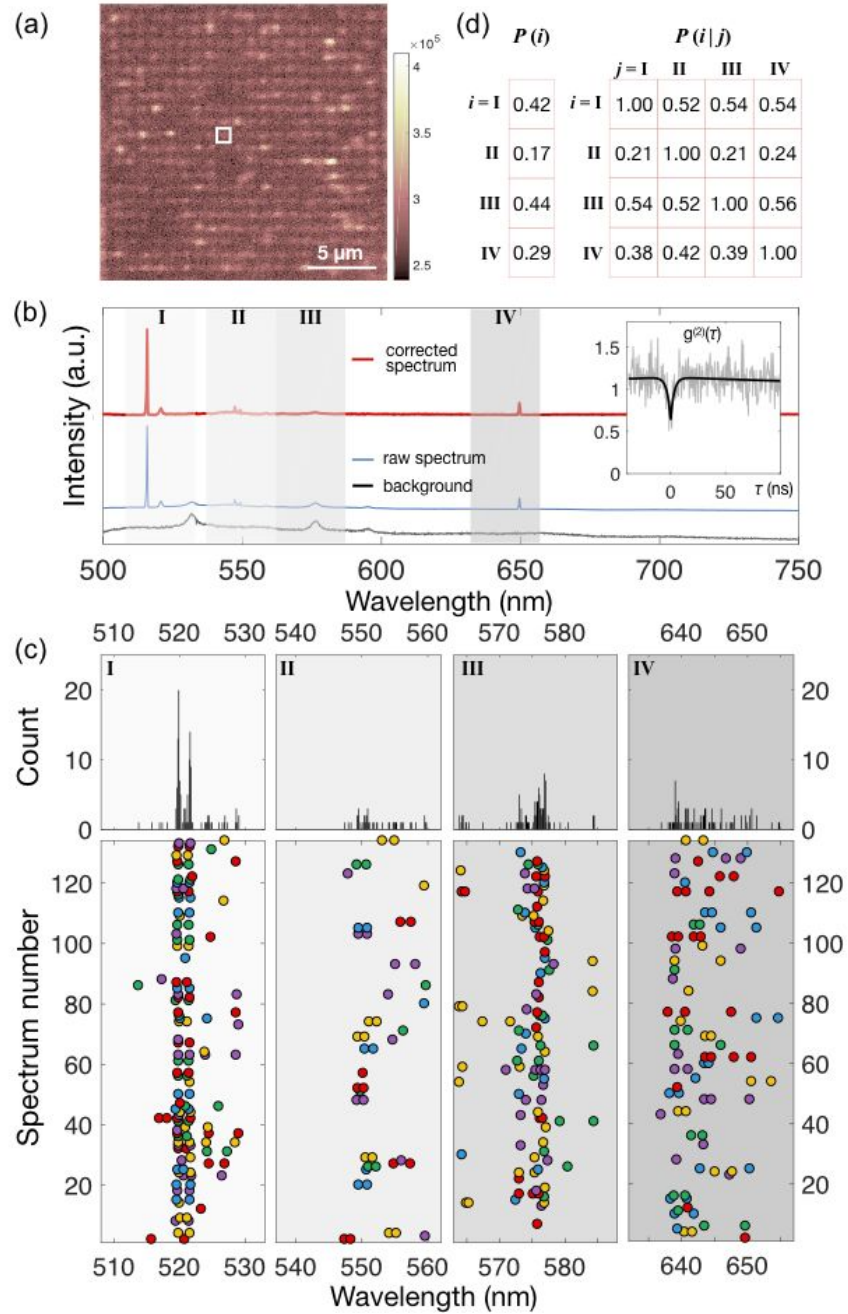 (a)
×10⁵
4
3.5
3
2.5
5 µm
(d)
P (i) P (i | j)
j = I II III IV
i = I 0.42 i = I 1.00 0.52 0.54 0.54
II 0.17 II 0.21 1.00 0.21 0.24
III 0.44 III 0.54 0.52 1.00 0.56
IV 0.29 IV 0.38 0.42 0.39 1.00
(b)
I II III IV
Intensity (a.u.)
corrected
spectrum
raw spectrum
background
g⁽²⁾(τ)
1.5
1
0.5
0
0 50 τ (ns)
500 550 600 650 700 750
Wavelength (nm)
(c)
510 520 530 540 550 560 570 580 640 650
I II III IV
Count
20 20
10 10
0 0
Spectrum number
120 120
100 100
80 80
60 60
40 40
20 20
510 520 530 540 550 560 570 580 640 650
Wavelength (nm)